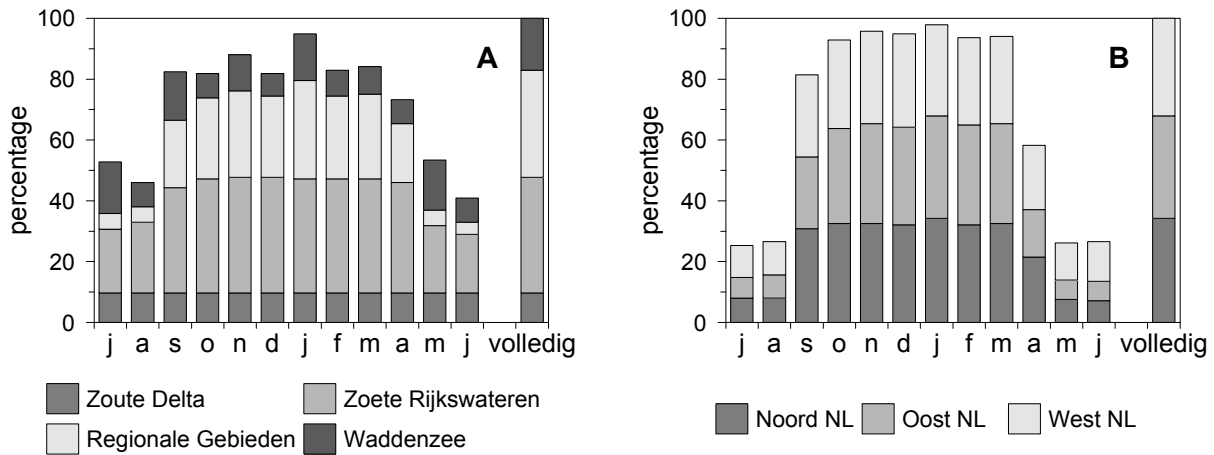 100
80
60
40
20
0
percentage
A
j a s o n d j f m a m j volledig
Zoute Delta
Zoete Rijkswateren
Regionale Gebieden
Waddenzee
100
80
60
40
20
0
percentage
B
j a s o n d j f m a m j volledig
Noord NL
Oost NL
West NL